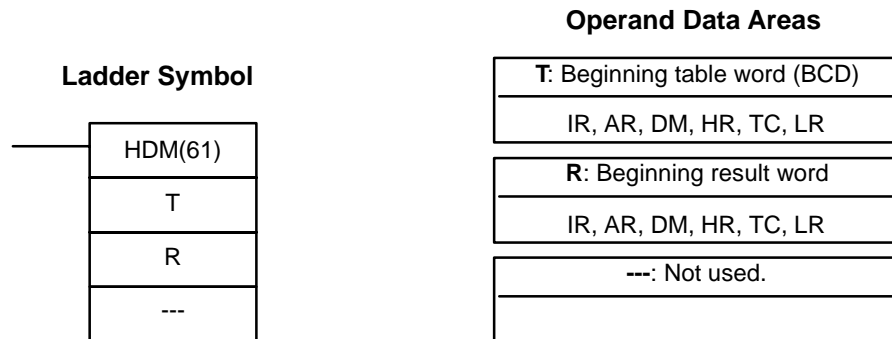 Ladder Symbol
HDM(61)
T
R
---
Operand Data Areas
T: Beginning table word (BCD)
IR, AR, DM, HR, TC, LR
R: Beginning result word
IR, AR, DM, HR, TC, LR
---: Not used.